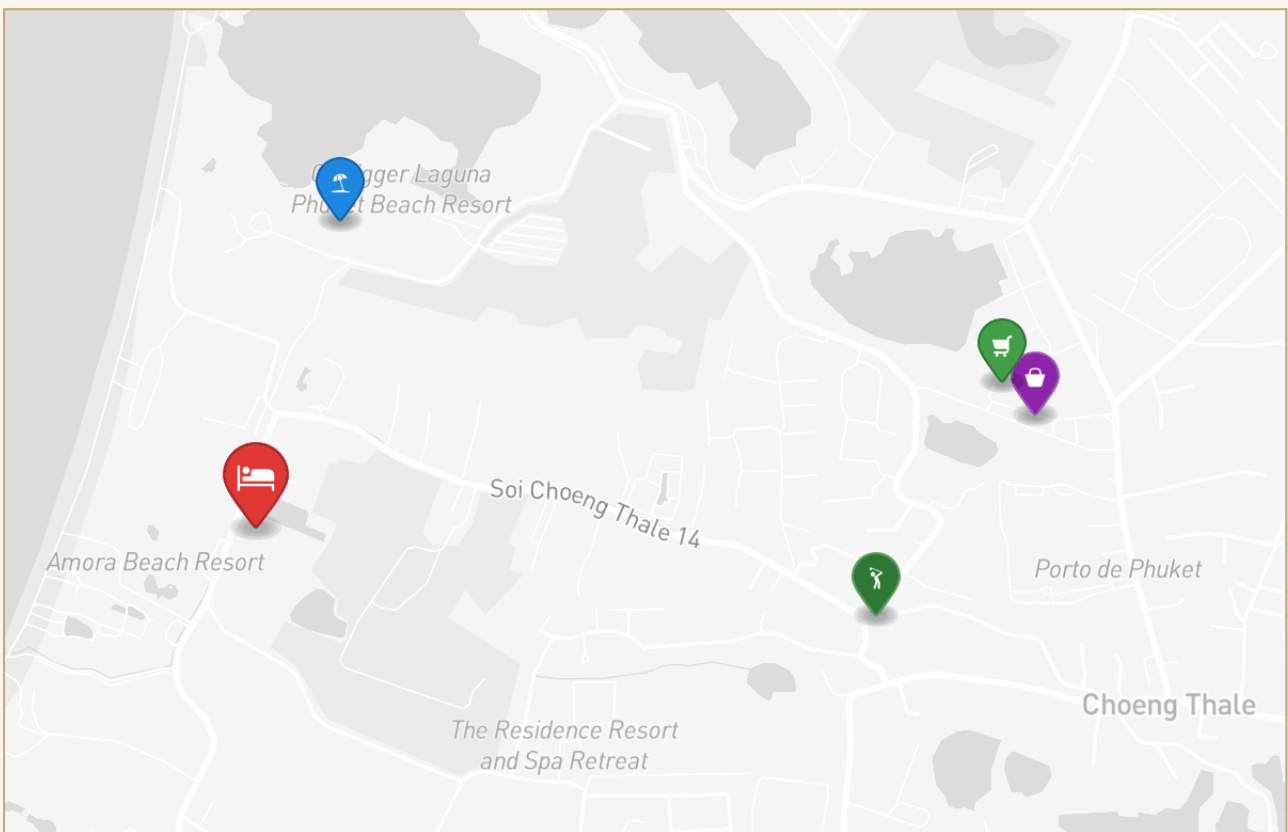 Laguna
Beach Resort
Soi Choeng Thale 14
Amora Beach Resort
Porto de Phuket
Choeng Thale
The Residence Resort
and Spa Retreat